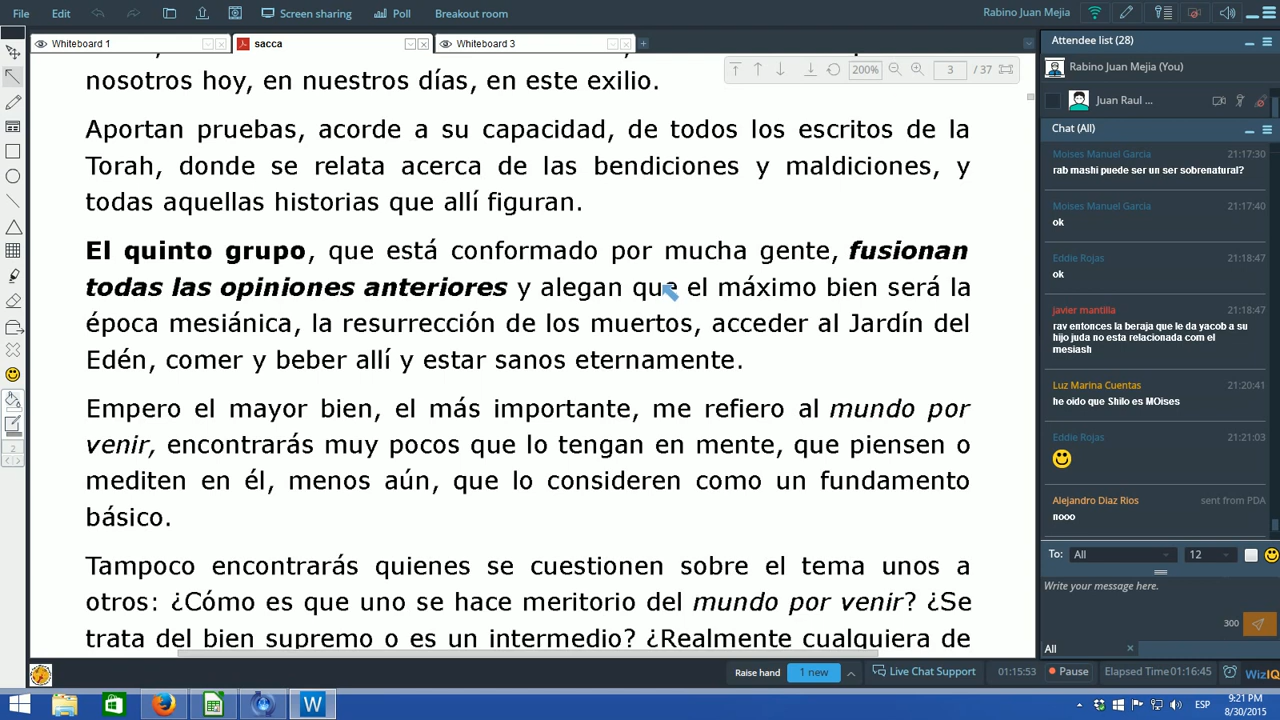 File Edit Screen sharing Poll Breakout room Rabino Juan Mejia
Whiteboard 1 sacca Whiteboard 3
200% 3 / 37
nosotros hoy, en nuestros días, en este exilio.
Aportan pruebas, acorde a su capacidad, de todos los escritos de la
Torah, donde se relata acerca de las bendiciones y maldiciones, y
todas aquellas historias que allí figuran.
El quinto grupo, que está conformado por mucha gente, fusionan
todas las opiniones anteriores y alegan que el máximo bien será la
época mesiánica, la resurrección de los muertos, acceder al Jardín del
Edén, comer y beber allí y estar sanos eternamente.
Empero el mayor bien, el más importante, me refiero al mundo por
venir, encontrarás muy pocos que lo tengan en mente, que piensen o
mediten en él, menos aún, que lo consideren como un fundamento
básico.
Tampoco encontrarás quienes se cuestionen sobre el tema unos a
otros: ¿Cómo es que uno se hace meritorio del mundo por venir? ¿Se
trata del bien supremo o es un intermedio? ¿Realmente cualquiera de
2
Attendee list (28)
Rabino Juan Mejia (You)
Juan Raul ...
Chat (All)
Moises Manuel Garcia 21:17:30
rab mashi puede ser un ser sobrenatural?
Moises Manuel Garcia 21:17:40
ok
Eddie Rojas 21:18:47
ok
javier mantilla 21:18:47
rav entonces la beraja que le da yacob a su
hijo juda no esta relacionada com el
mesiash
Luz Marina Cuentas 21:20:41
he oido que Shilo es MOises
Eddie Rojas 21:21:03
Alejandro Diaz Rios sent from PDA
nooo
To: All 12
Write your message here.
300
All
Raise hand 1 new Live Chat Support 01:15:53 Pause Elapsed Time 01:16:45 WizIQ
W
ESP 9:21 PM
8/30/2015